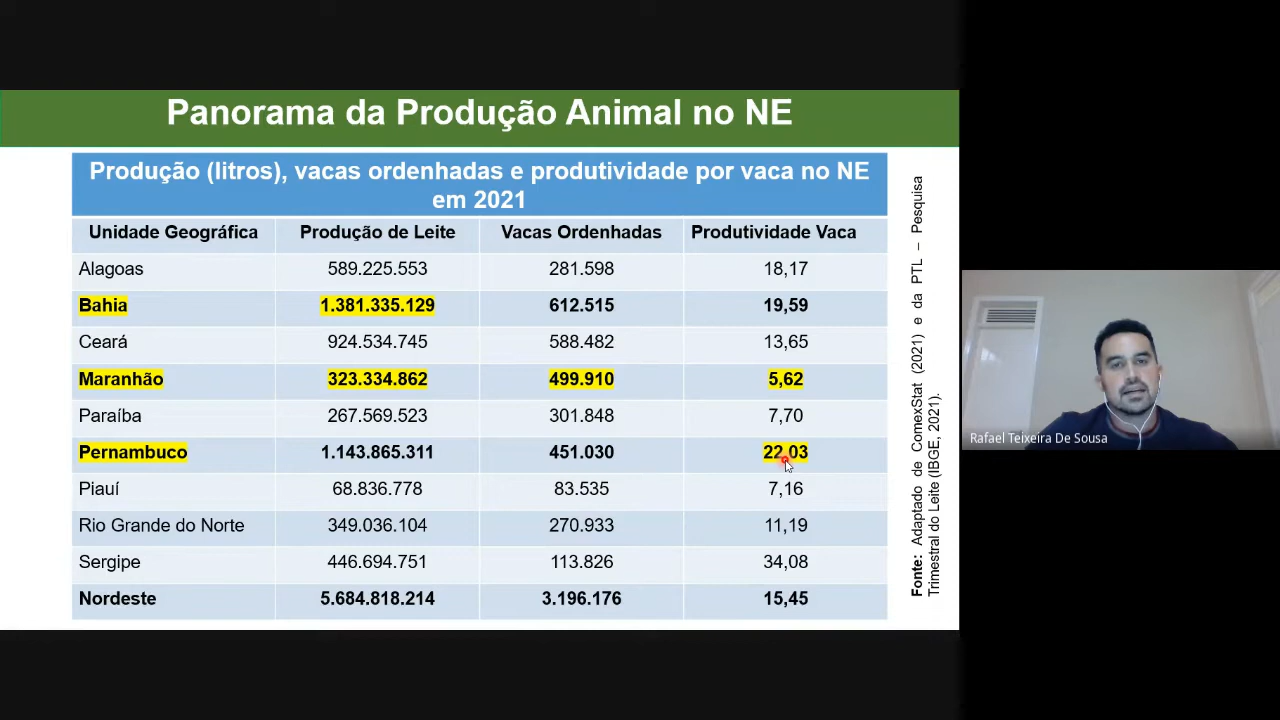 Panorama da Produção Animal no NE
Produção (litros), vacas ordenhadas e produtividade por vaca no NE
em 2021
Unidade Geográfica Produção de Leite Vacas Ordenhadas Produtividade Vaca
Alagoas 589.225.553 281.598 18,17
Bahia 1.381.335.129 612.515 19,59
Ceará 924.534.745 588.482 13,65
Maranhão 323.334.862 499.910 5,62
Paraíba 267.569.523 301.848 7,70
Pernambuco 1.143.865.311 451.030 22,03
Piauí 68.836.778 83.535 7,16
Rio Grande do Norte 349.036.104 270.933 11,19
Sergipe 446.694.751 113.826 34,08
Nordeste 5.684.818.214 3.196.176 15,45
Fonte: Adaptado de ComexStat (2021) e da PTL – Pesquisa
Trimestral do Leite (IBGE, 2021).
Rafael Teixeira De Sousa